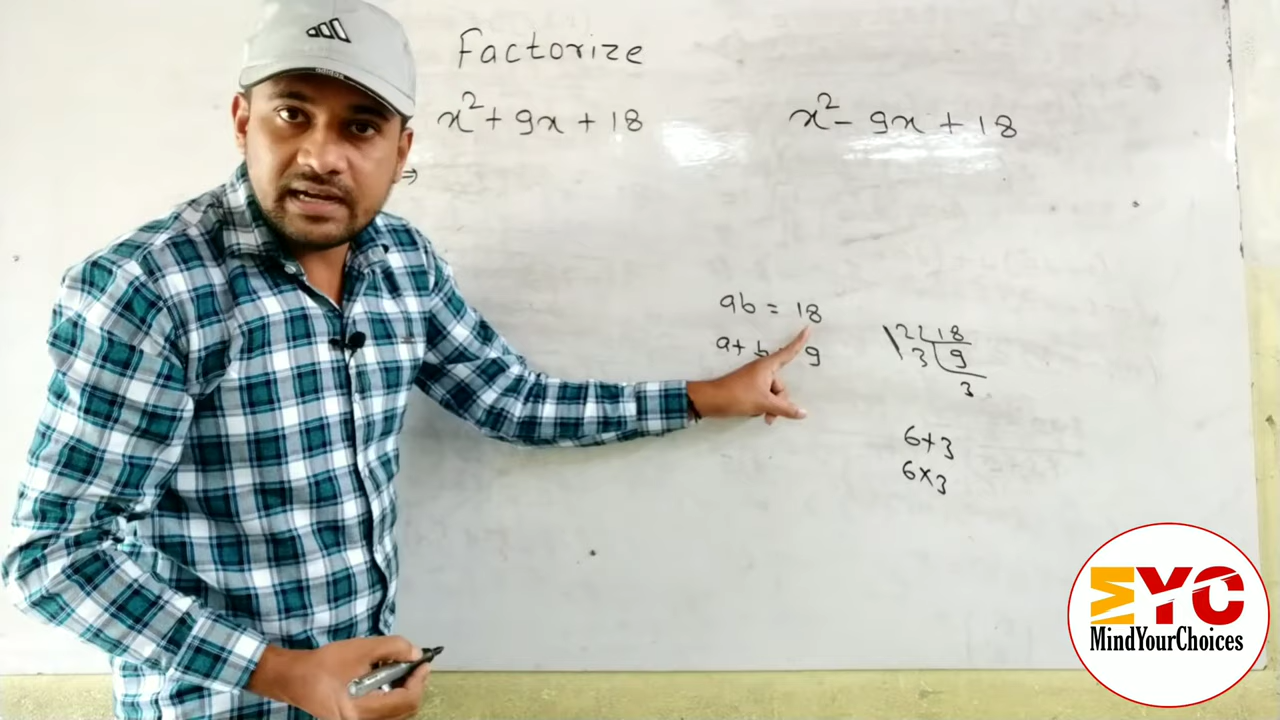 Factorize
x² + 9x + 18
x² - 9x + 18
⇒
ab = 18
a + b 9
2 18
3 9
3
6+3
6×3
MYC
MindYourChoices
adidas